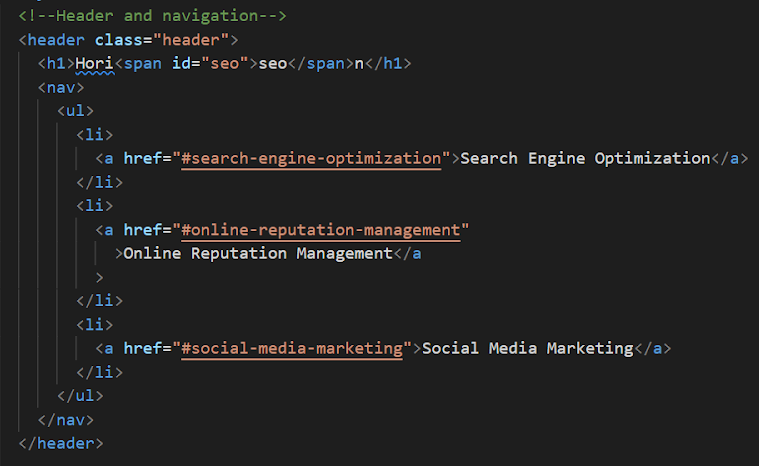 <!--Header and navigation-->
<header class="header">
  <h1>Hori<span id="seo">seo</span>n</h1>
  <nav>
    <ul>
      <li>
        <a href="#search-engine-optimization">Search Engine Optimization</a>
      </li>
      <li>
        <a href="#online-reputation-management"
          >Online Reputation Management</a
        >
      </li>
      <li>
        <a href="#social-media-marketing">Social Media Marketing</a>
      </li>
    </ul>
  </nav>
</header>